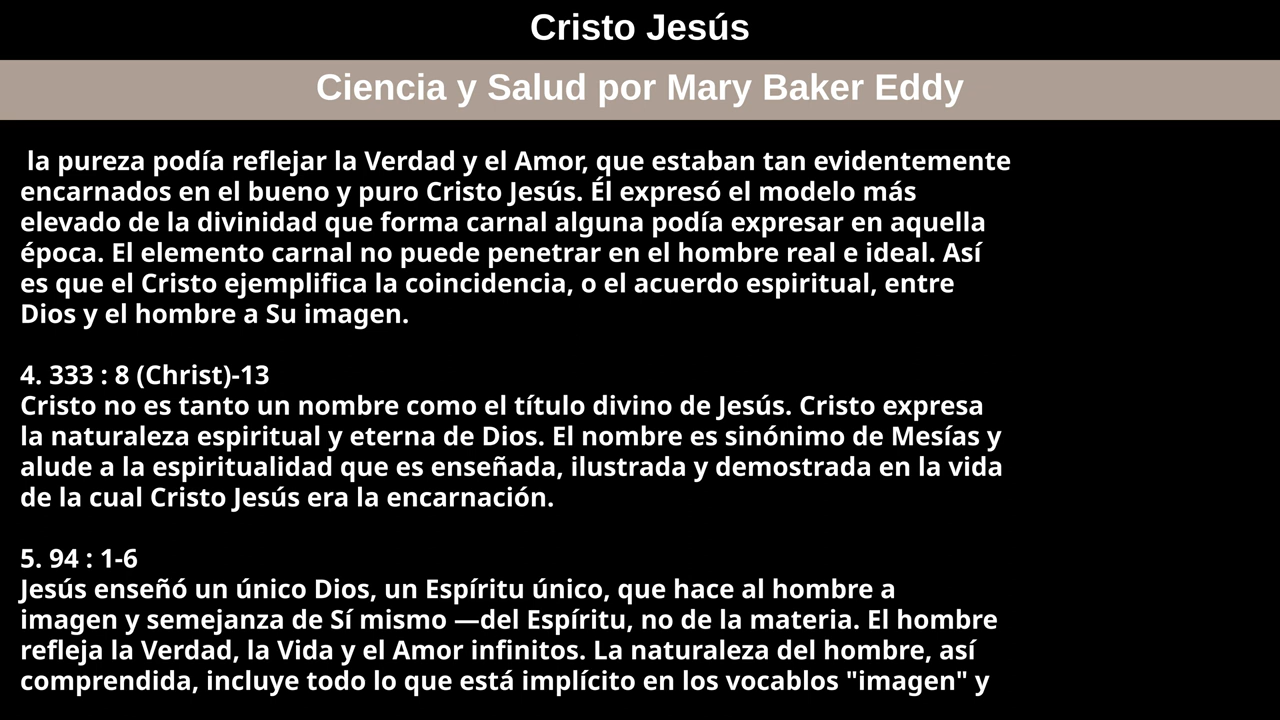 Cristo Jesús
Ciencia y Salud por Mary Baker Eddy
la pureza podía reflejar la Verdad y el Amor, que estaban tan evidentemente
encarnados en el bueno y puro Cristo Jesús. Él expresó el modelo más
elevado de la divinidad que forma carnal alguna podía expresar en aquella
época. El elemento carnal no puede penetrar en el hombre real e ideal. Así
es que el Cristo ejemplifica la coincidencia, o el acuerdo espiritual, entre
Dios y el hombre a Su imagen.
4. 333 : 8 (Christ)-13
Cristo no es tanto un nombre como el título divino de Jesús. Cristo expresa
la naturaleza espiritual y eterna de Dios. El nombre es sinónimo de Mesías y
alude a la espiritualidad que es enseñada, ilustrada y demostrada en la vida
de la cual Cristo Jesús era la encarnación.
5. 94 : 1-6
Jesús enseñó un único Dios, un Espíritu único, que hace al hombre a
imagen y semejanza de Sí mismo —del Espíritu, no de la materia. El hombre
refleja la Verdad, la Vida y el Amor infinitos. La naturaleza del hombre, así
comprendida, incluye todo lo que está implícito en los vocablos "imagen" y